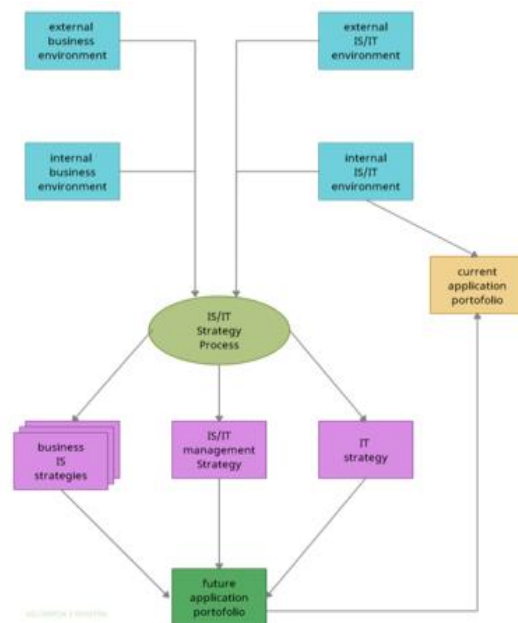 external
business
environment
external
IS/IT
environment
internal
business
environment
internal
IS/IT
environment
current
application
portofolio
IS/IT
Strategy
Process
business
IS
strategies
IS/IT
management
Strategy
IT
strategy
future
application
portofolio